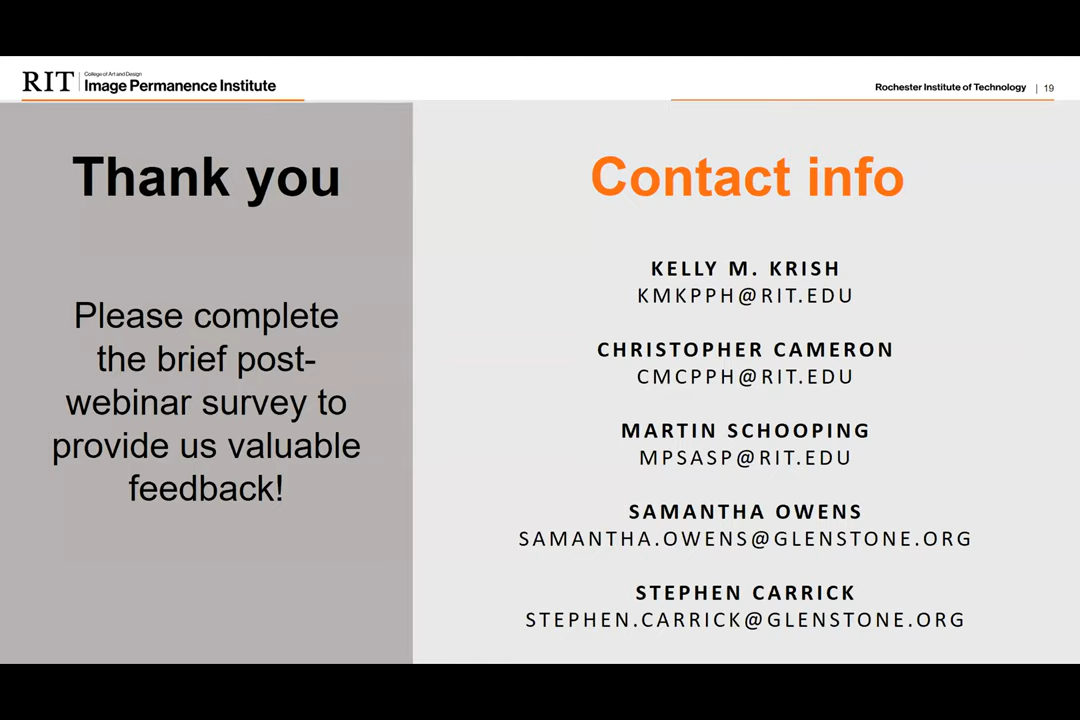 RIT
College of Art and Design
Image Permanence Institute
Rochester Institute of Technology | 19
Thank you
Please complete
the brief post-
webinar survey to
provide us valuable
feedback!
Contact info
KELLY M. KRISH
KMKPPH@RIT.EDU
CHRISTOPHER CAMERON
CMCPPH@RIT.EDU
MARTIN SCHOOPING
MPSASP@RIT.EDU
SAMANTHA OWENS
SAMANTHA.OWENS@GLENSTONE.ORG
STEPHEN CARRICK
STEPHEN.CARRICK@GLENSTONE.ORG